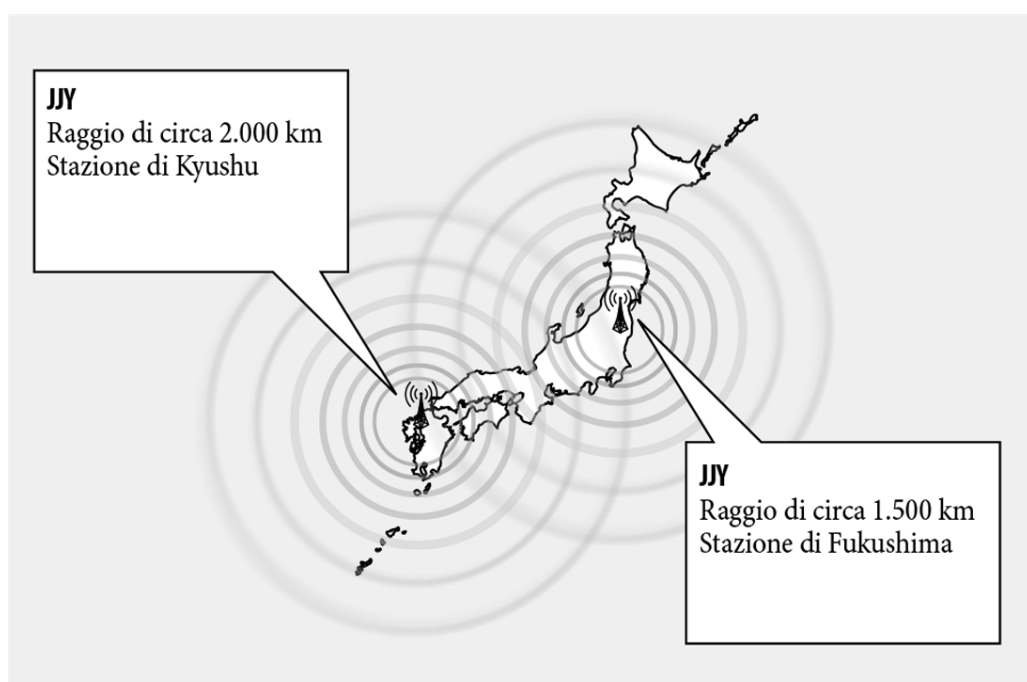 JJY
Raggio di circa 2.000 km
Stazione di Kyushu
JJY
Raggio di circa 1.500 km
Stazione di Fukushima